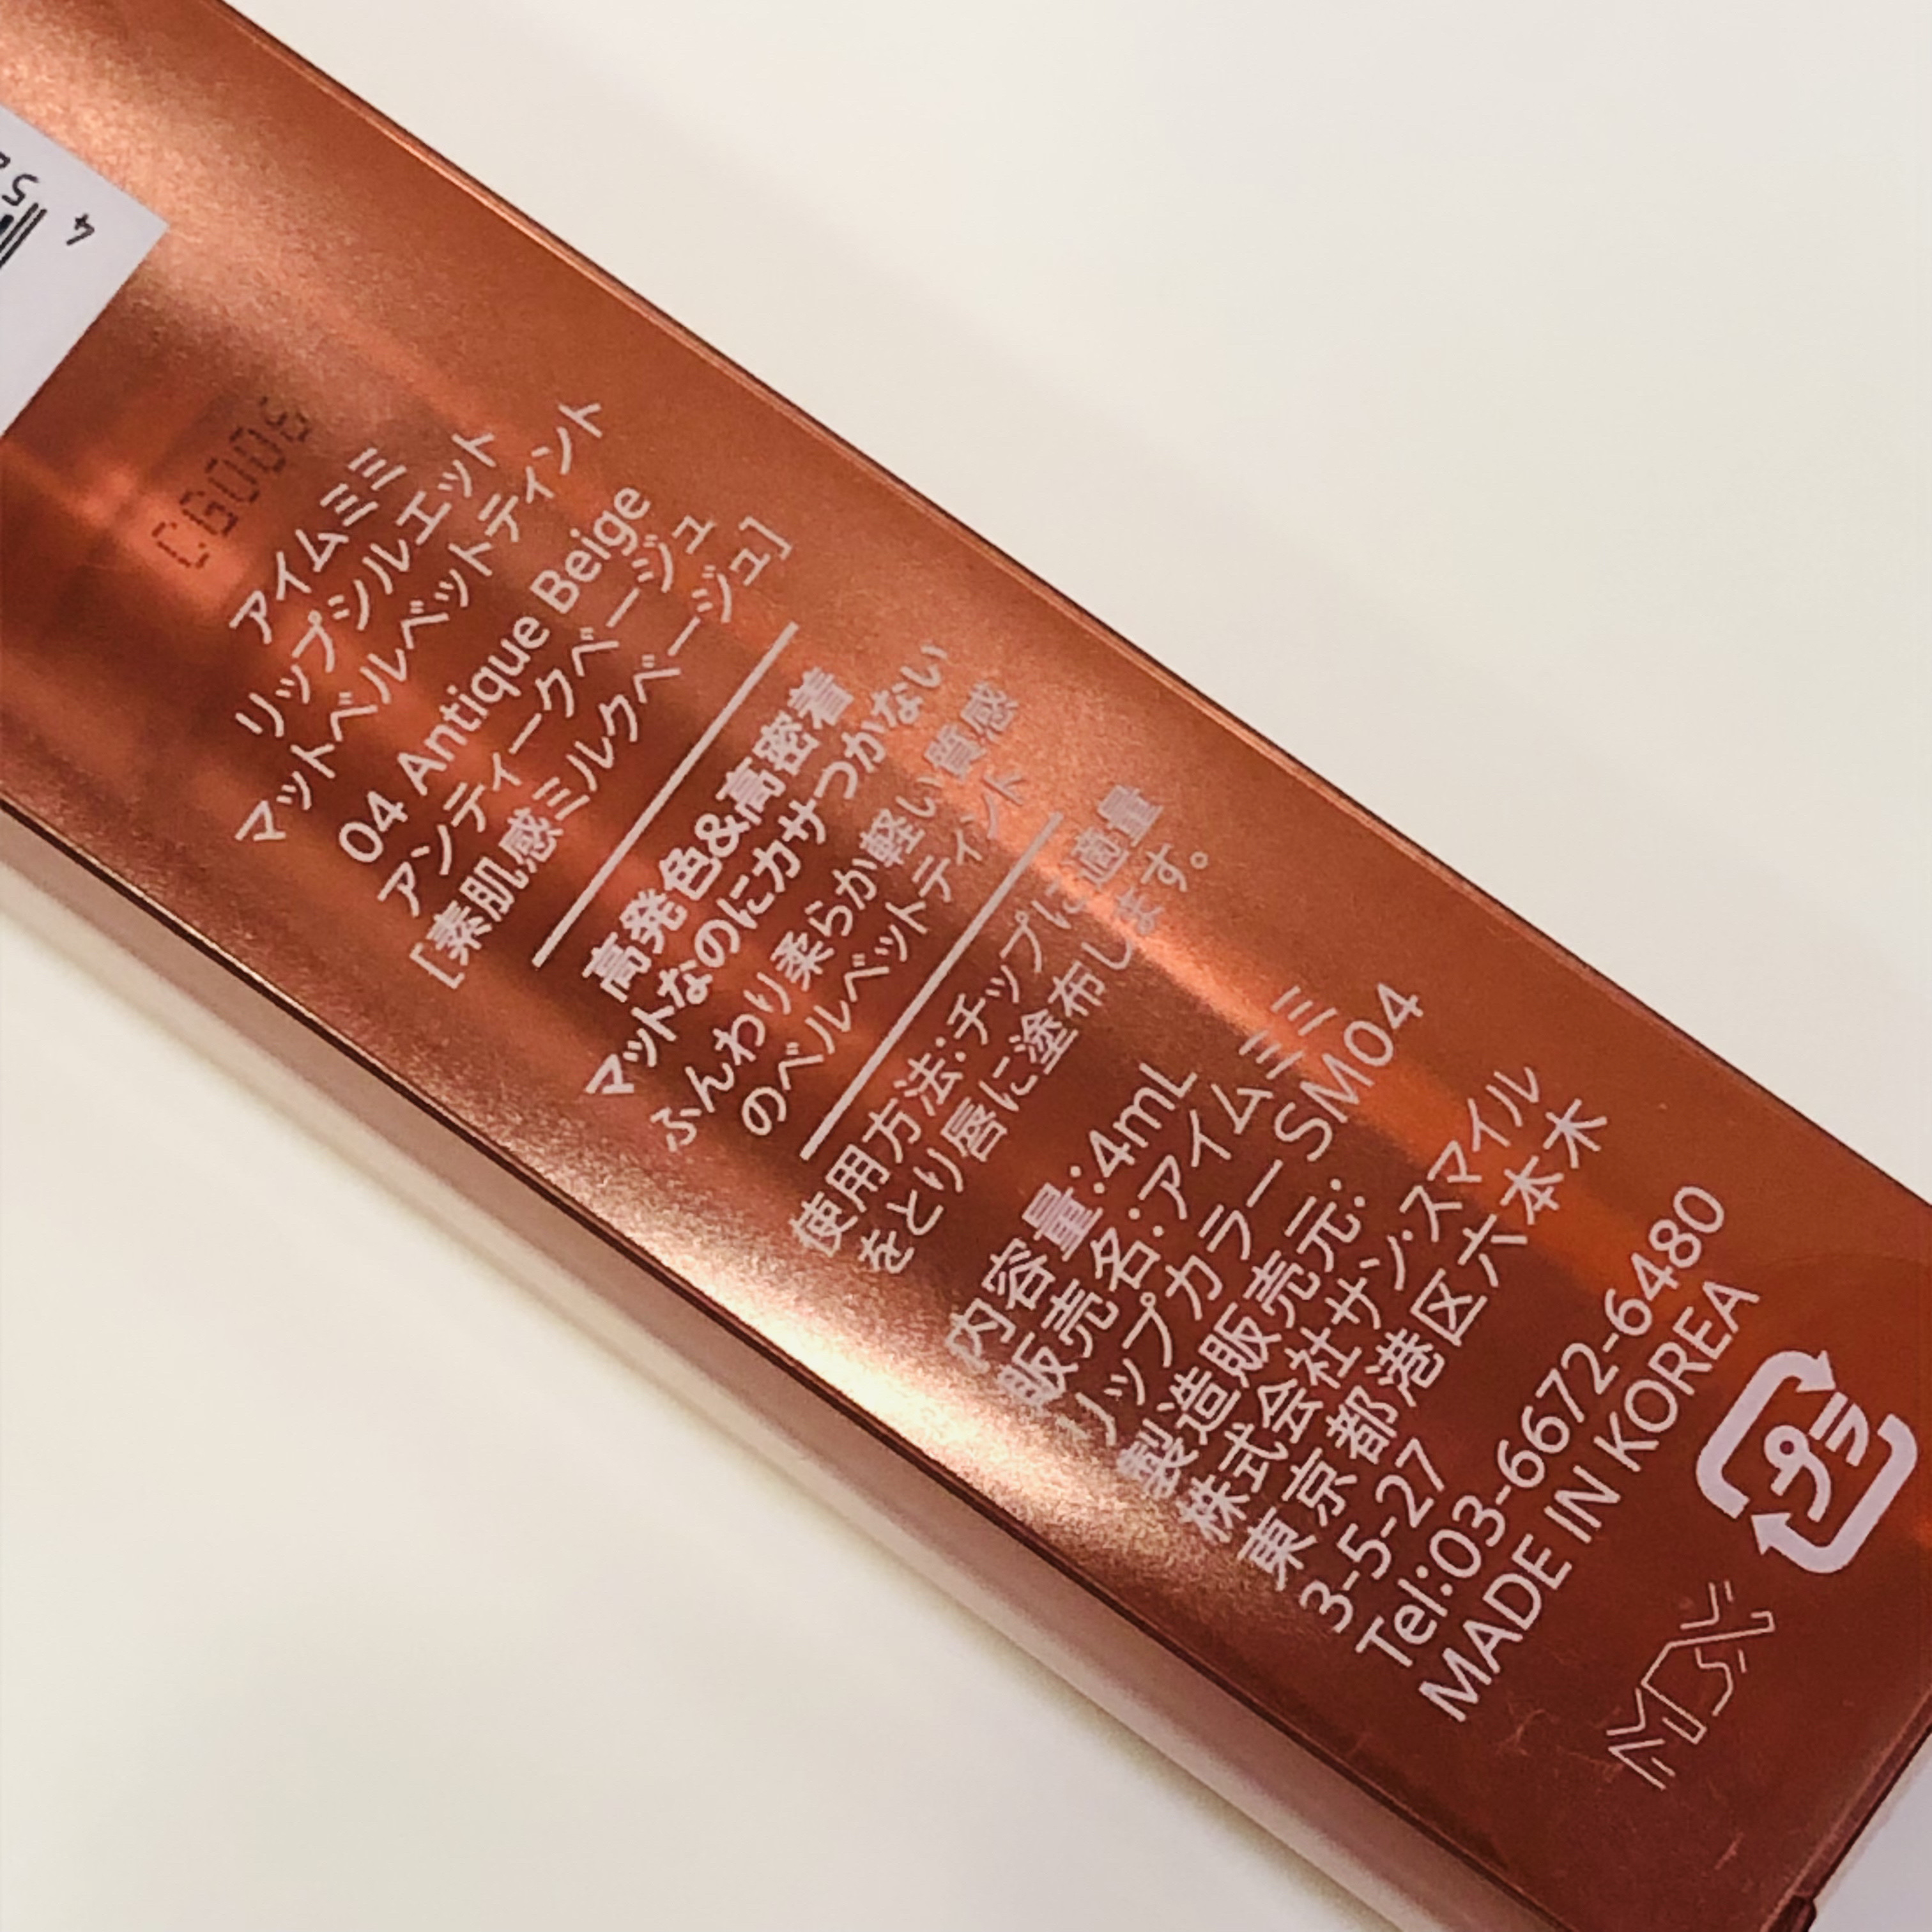 4
CG008
アイムミミ
リップシルエット
マットベルベットティント
04 Antique Beige
アンティークベージュ
[素肌感ミルクベージュ]
高発色&高密着
マットなのにカサつかない
ふんわり柔らか軽い質感
のベルベットティント
使用方法:チップに適量
をとり唇に塗布します。
内容量:4mL
販売名:アイムミミ
リップカラーSM04
製造販売元:
株式会社サン・スマイル
東京都港区六本木
3-5-27
Tel:03-6672-6480
MADE IN KOREA
プラ